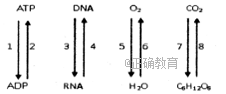 ATP DNA O₂ CO₂
1 2 3 4 5 6 7 8
ADP RNA H₂O C₆H₁₂O₆
@正确教育